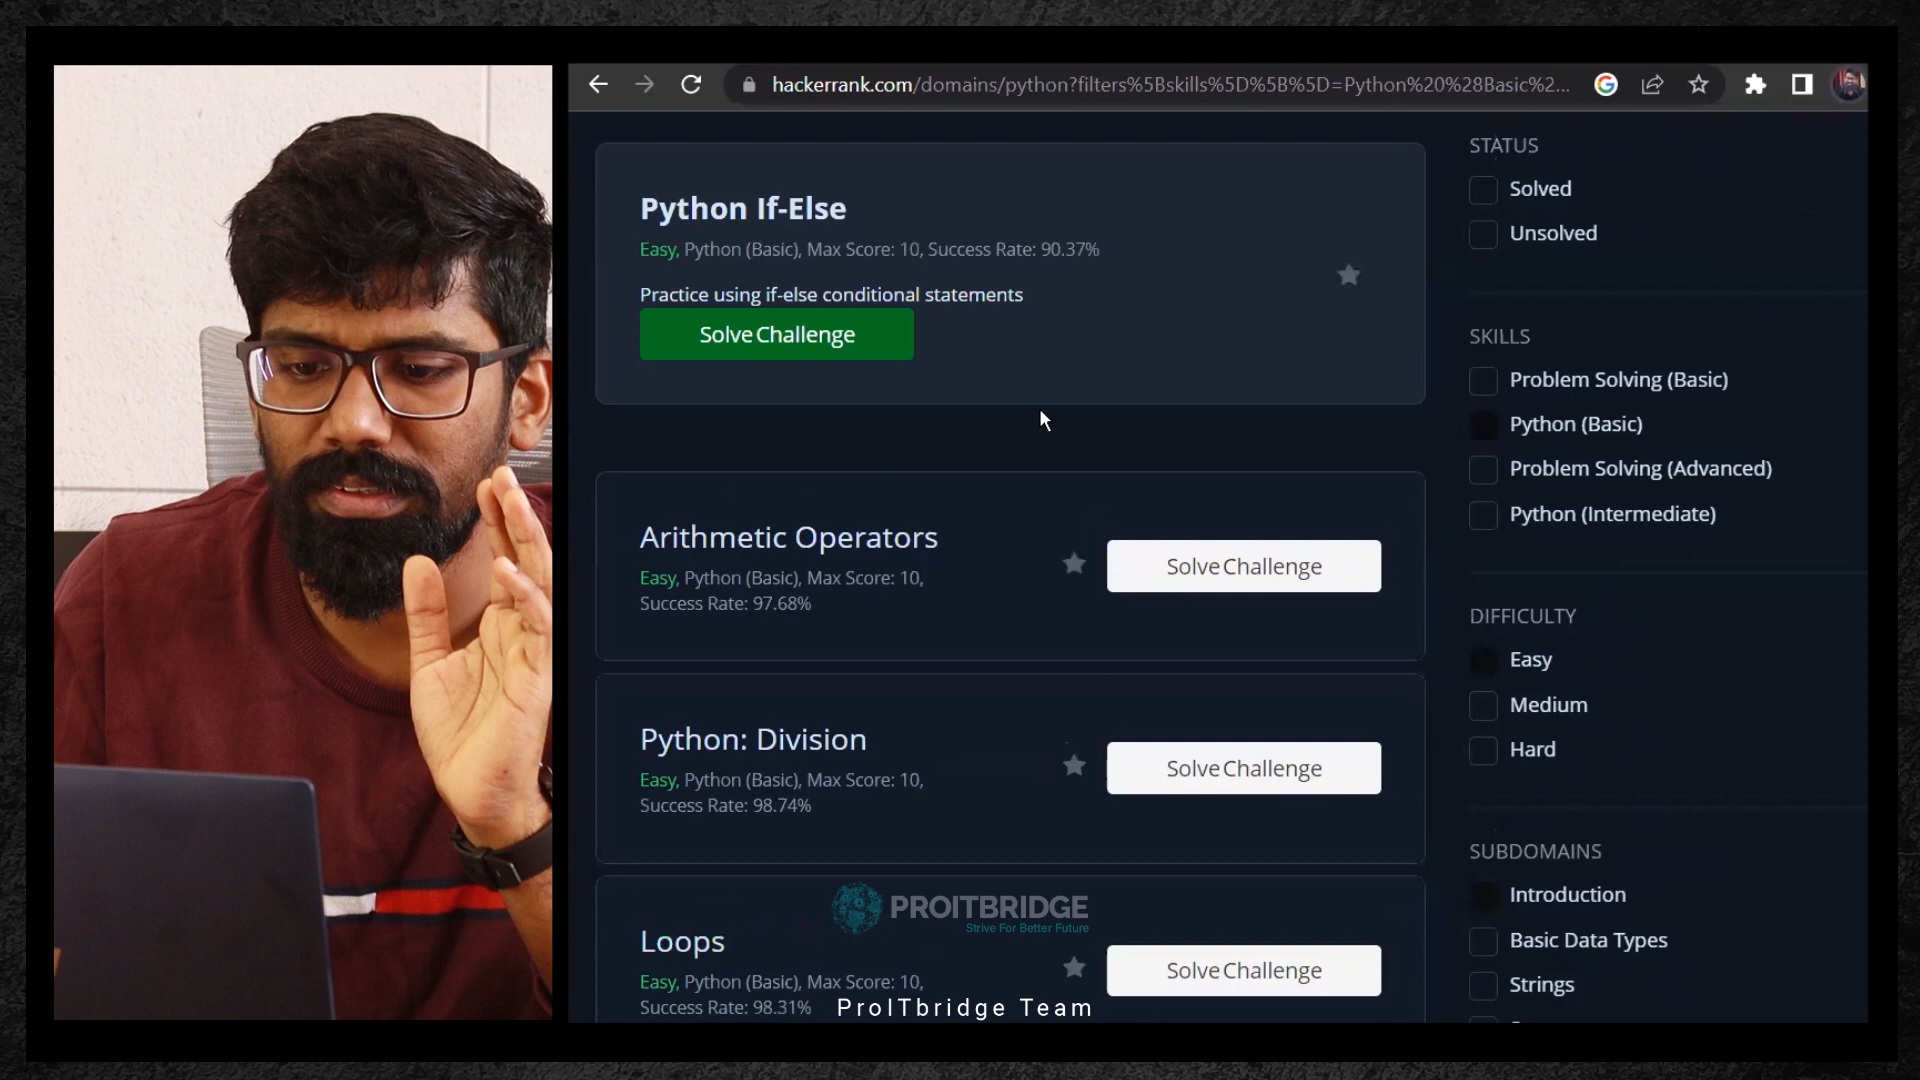 hackerrank.com/domains/python?filters%5Bskills%5D%5B%5D=Python%20%28Basic%2...
Python If-Else
Easy, Python (Basic), Max Score: 10, Success Rate: 90.37%
Practice using if-else conditional statements
Solve Challenge
Arithmetic Operators
Easy, Python (Basic), Max Score: 10,
Success Rate: 97.68%
Solve Challenge
Python: Division
Easy, Python (Basic), Max Score: 10,
Success Rate: 98.74%
Solve Challenge
Loops
Easy, Python (Basic), Max Score: 10,
Success Rate: 98.31%
Solve Challenge
STATUS
Solved
Unsolved
SKILLS
Problem Solving (Basic)
Python (Basic)
Problem Solving (Advanced)
Python (Intermediate)
DIFFICULTY
Easy
Medium
Hard
SUBDOMAINS
Introduction
Basic Data Types
Strings
PROITBRIDGE
Strive For Better Future
ProITbridge Team